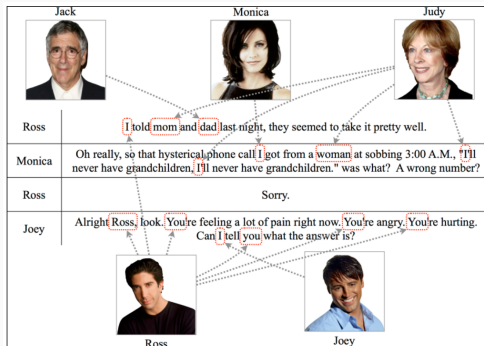 Jack Monica Judy
Ross I told mom and dad last night, they seemed to take it pretty well.
Monica Oh really, so that hysterical phone call I got from a woman at sobbing 3:00 A.M., "I'll
never have grandchildren, I'll never have grandchildren." was what? A wrong number?
Ross Sorry.
Joey Alright Ross, look. You're feeling a lot of pain right now. You're angry. You're hurting.
Can I tell you what the answer is?
Ross Joey